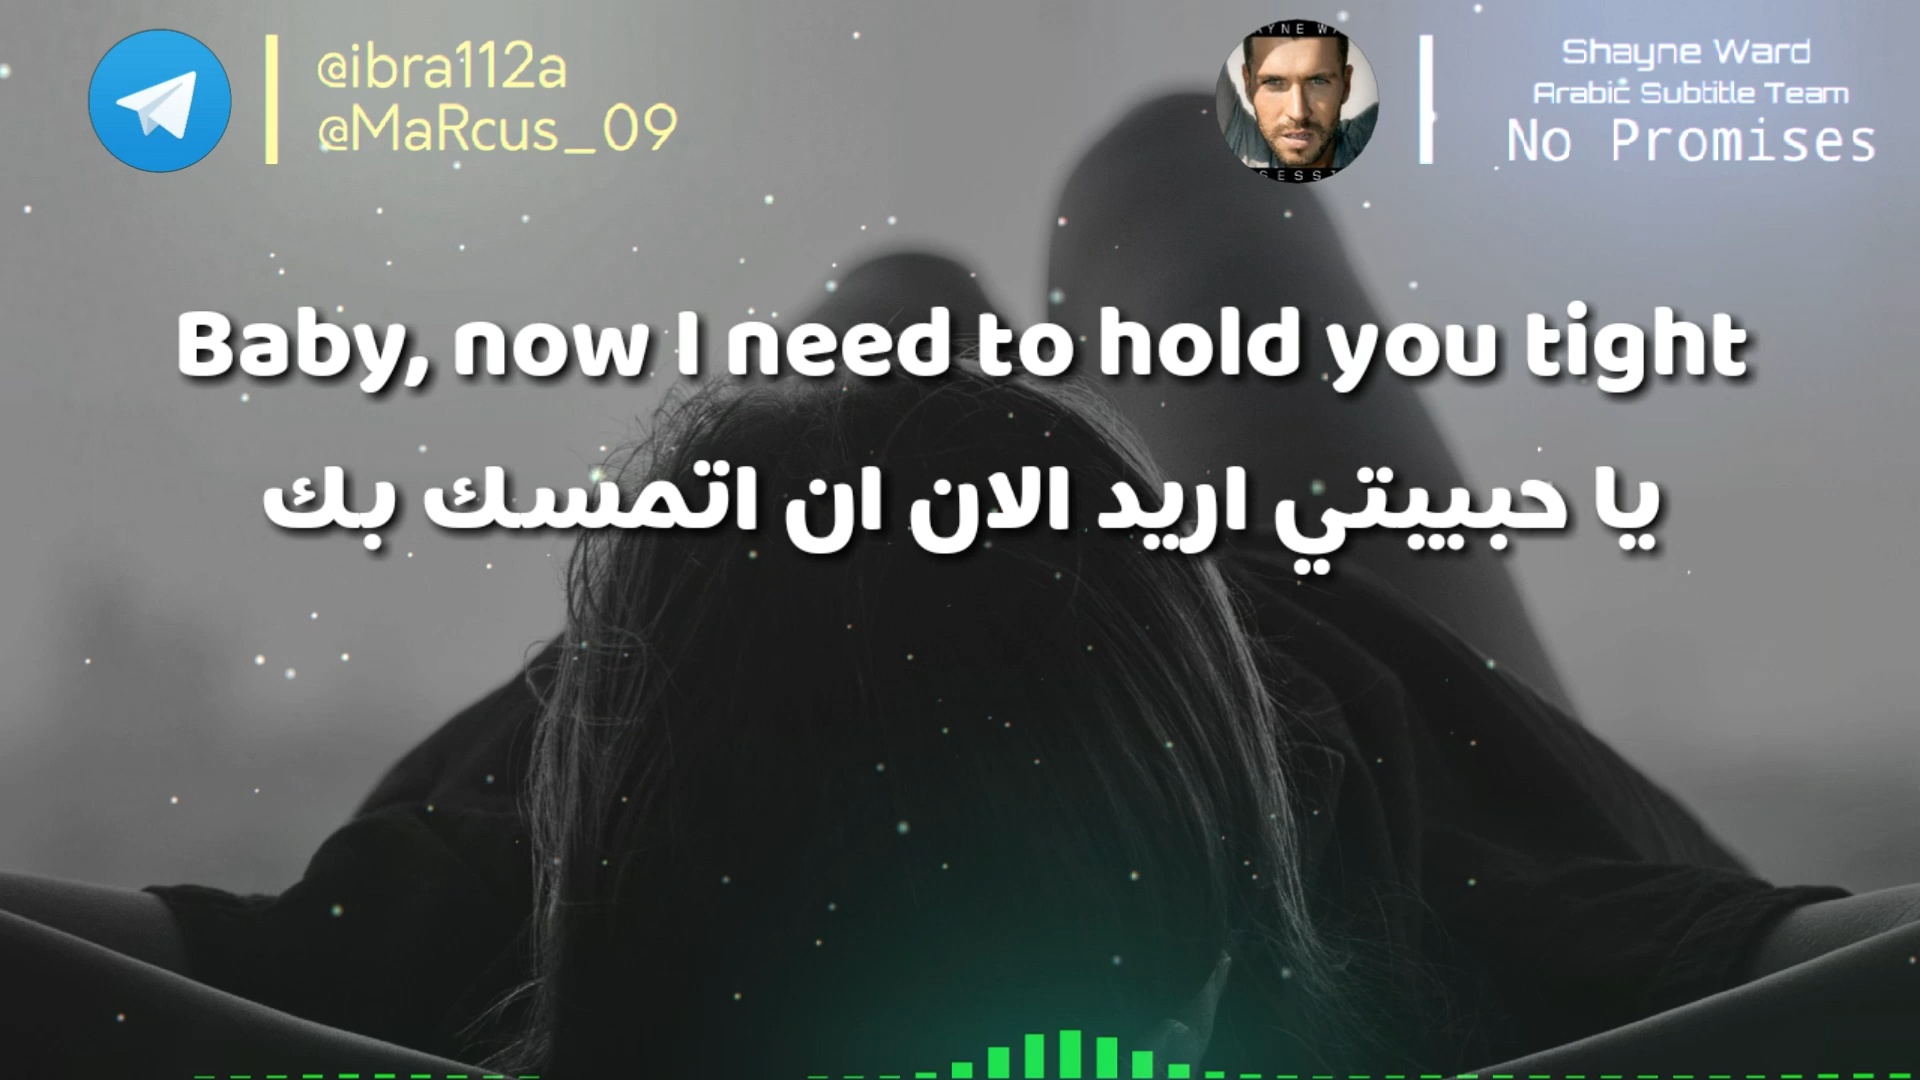 @ibra112a
@MaRcus_09
Shayne Ward
Arabic Subtitle Team
No Promises
Baby, now I need to hold you tight
يا حبيبتي اريد الان ان اتمسك بك